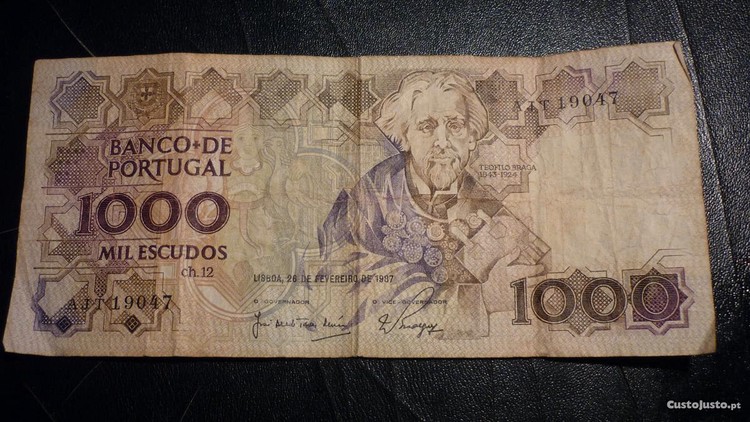 BANCO DE
PORTUGAL
1000
MIL ESCUDOS
ch. 12
AJT 19047
AJT 19047
TEOFILO BRAGA
1843-1924
LISBOA, 26 DE FEVEREIRO DE 1987
O GOVERNADOR
O VICE-GOVERNADOR
1000
CustoJusto.pt